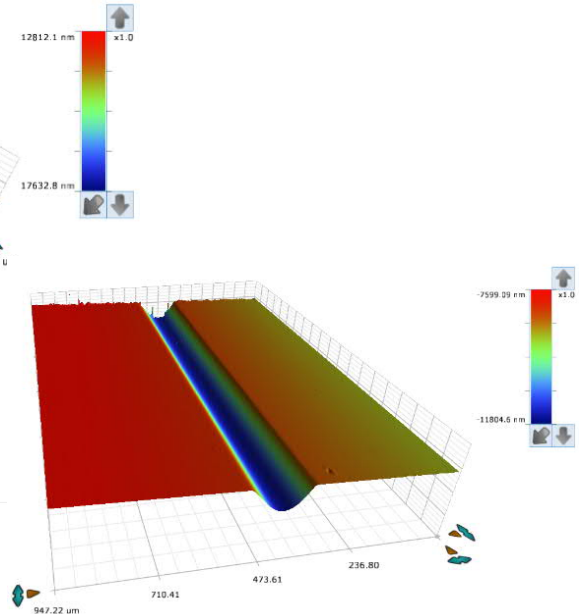 12812.1 nm
x1.0
17632.8 nm
u
-7599.09 nm
x1.0
-11804.6 nm
236.80
473.61
710.41
947.22 um